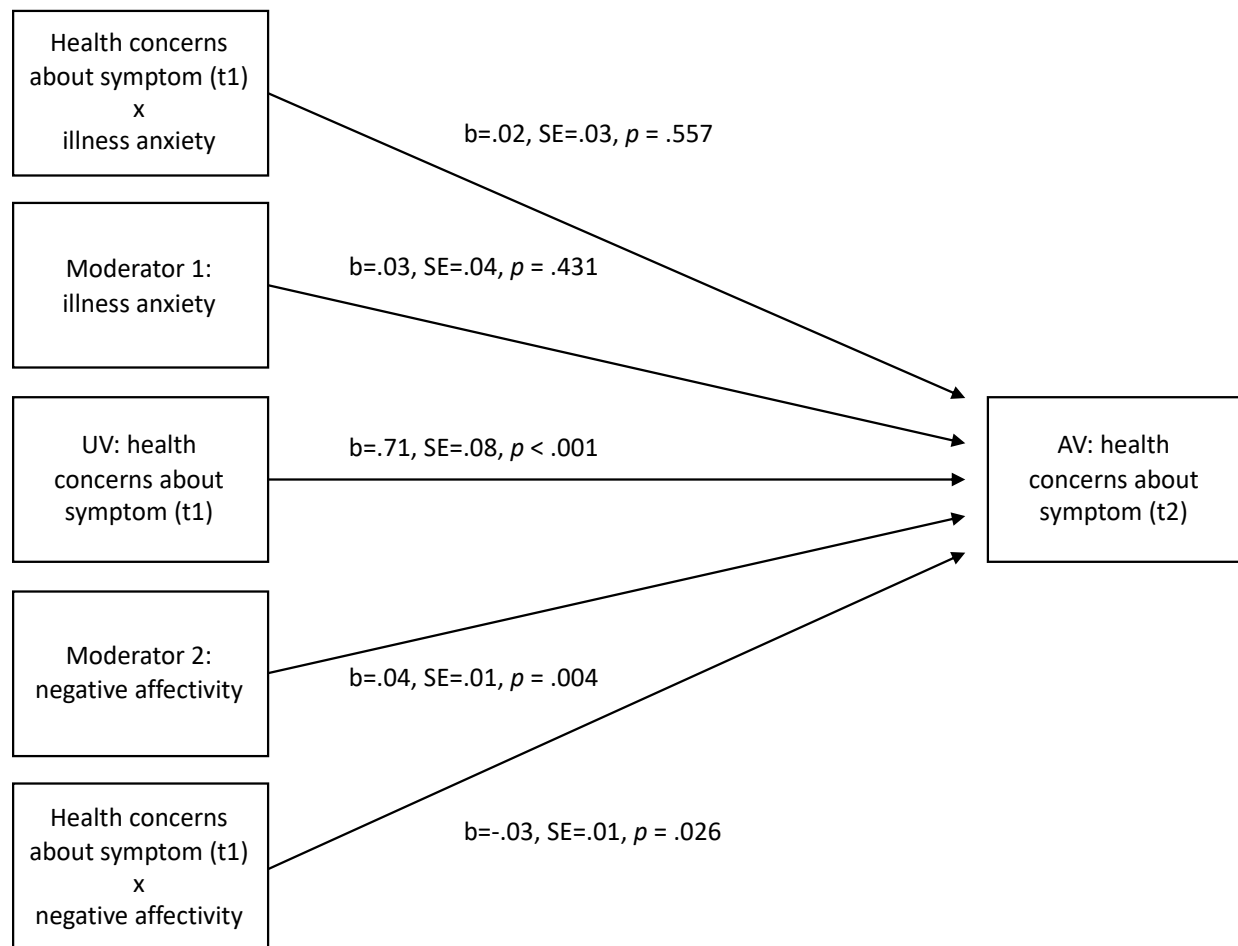 Health concerns
about symptom (t1)
x
illness anxiety
b=.02, SE=.03, p = .557
Moderator 1:
illness anxiety
b=.03, SE=.04, p = .431
UV: health
concerns about
symptom (t1)
b=.71, SE=.08, p < .001
AV: health
concerns about
symptom (t2)
Moderator 2:
negative affectivity
b=.04, SE=.01, p = .004
Health concerns
about symptom (t1)
x
negative affectivity
b=-.03, SE=.01, p = .026